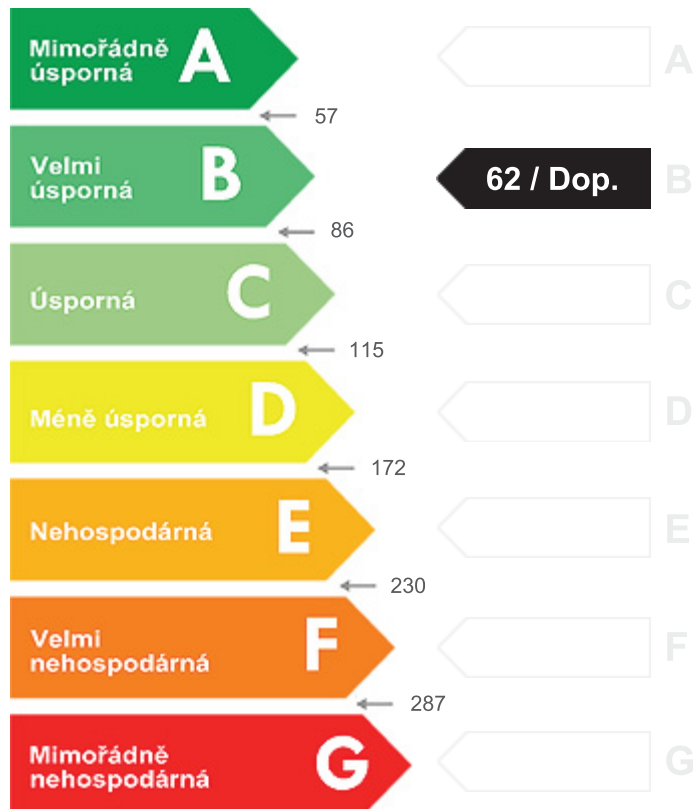 Mimořádně
úsporná
A
A
57
Velmi
úsporná
B
62 / Dop.
B
86
Úsporná
C
C
115
Méně úsporná
D
D
172
Nehospodárná
E
E
230
Velmi
nehospodárná
F
F
287
Mimořádně
nehospodárná
G
G